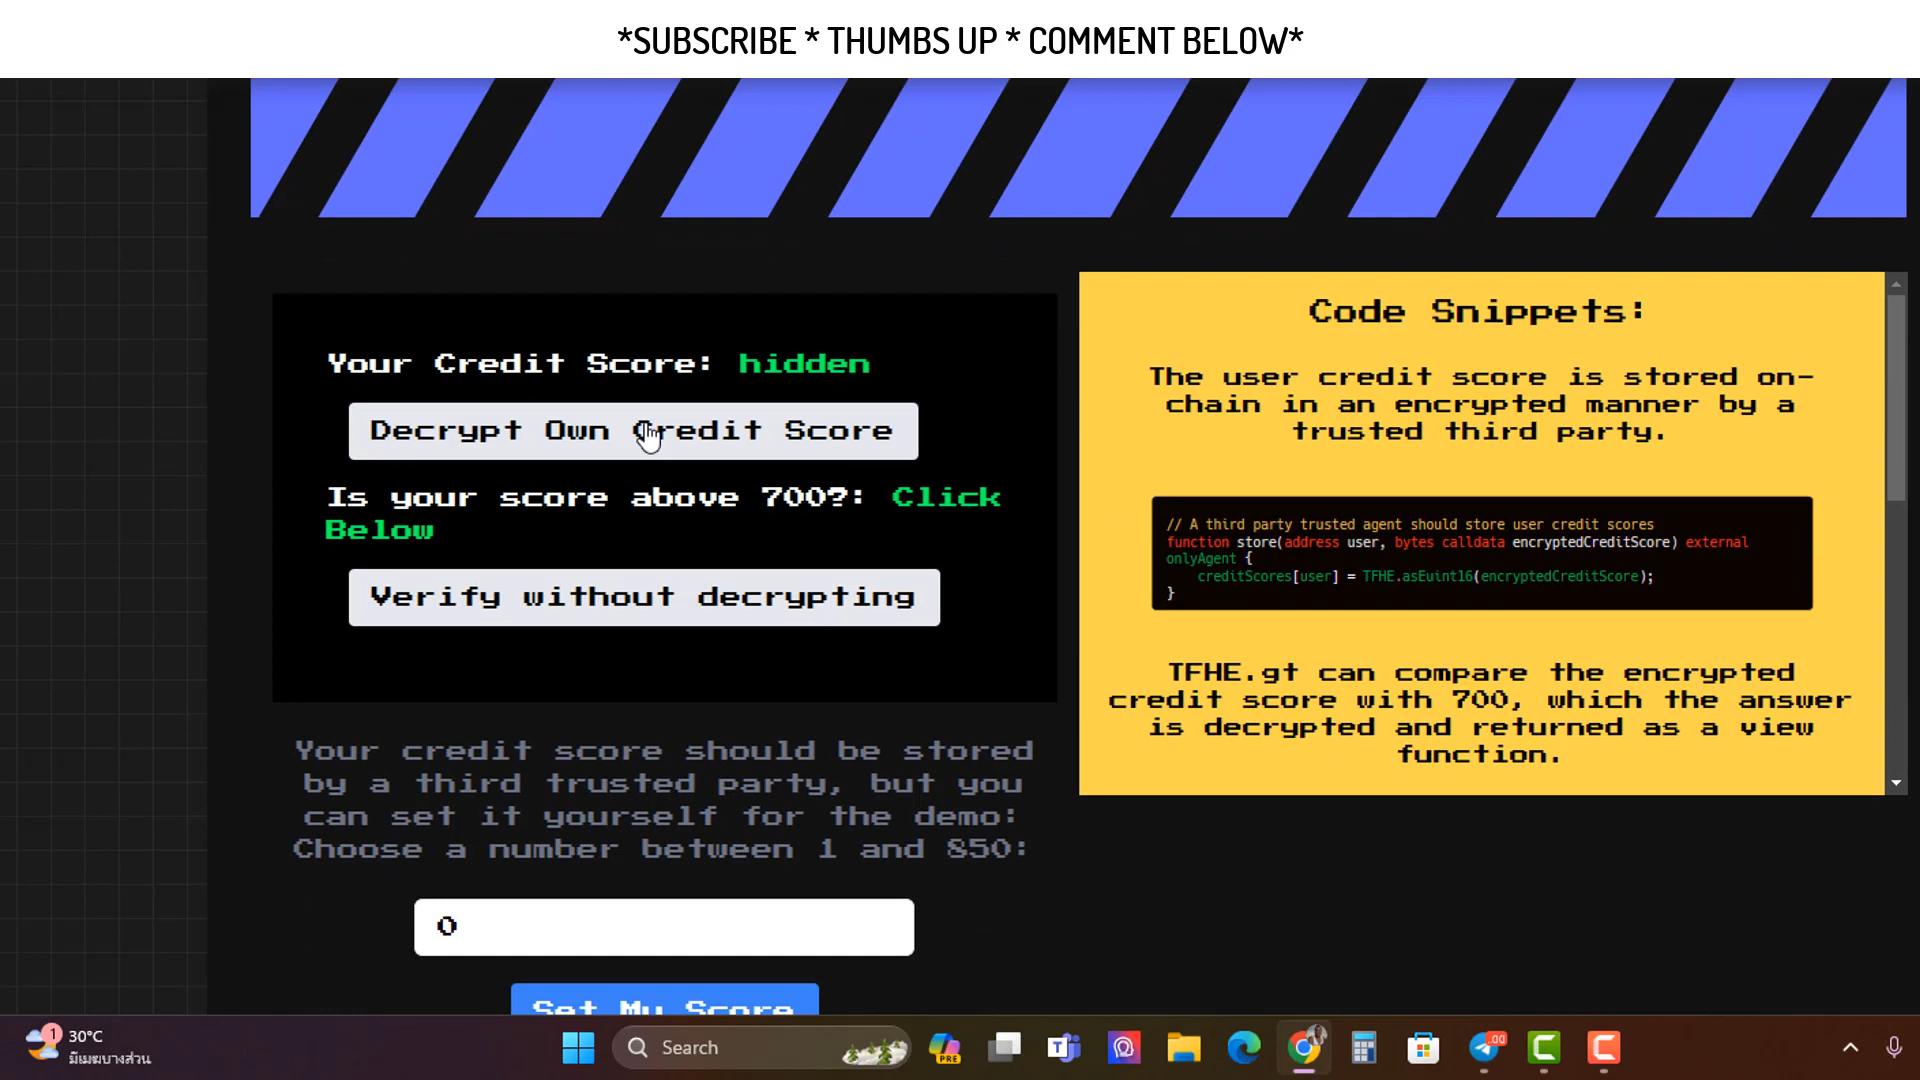 *SUBSCRIBE * THUMBS UP * COMMENT BELOW*
Your Credit Score: hidden
Decrypt Own Credit Score
Is your score above 700?: Click
Below
Verify without decrypting
Your credit score should be stored
by a third trusted party, but you
can set it yourself for the demo:
Choose a number between 1 and 850:
0
Set My Score
Code Snippets:
The user credit score is stored on-
chain in an encrypted manner by a
trusted third party.
// A third party trusted agent should store user credit scores
function store(address user, bytes calldata encryptedCreditScore) external
onlyAgent {
creditScores[user] = TFHE.asEuint16(encryptedCreditScore);
}
TFHE.gt can compare the encrypted
credit score with 700, which the answer
is decrypted and returned as a view
function.
1
30°C
มีเมฆบางส่วน
Search
PRE
T
.00